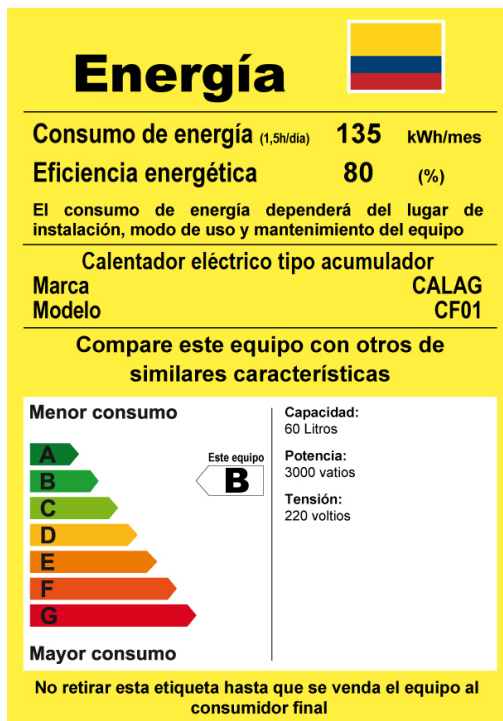 Energía
Consumo de energía (1,5h/dia) 135 kWh/mes
Eficiencia energética 80 (%)
El consumo de energía dependerá del lugar de
instalación, modo de uso y mantenimiento del equipo
Calentador eléctrico tipo acumulador
Marca CALAG
Modelo CF01
Compare este equipo con otros de
similares características
Menor consumo
A
B
C
D
E
F
G
Mayor consumo
Este equipo
B
Capacidad:
60 Litros
Potencia:
3000 vatios
Tensión:
220 voltios
No retirar esta etiqueta hasta que se venda el equipo al
consumidor final